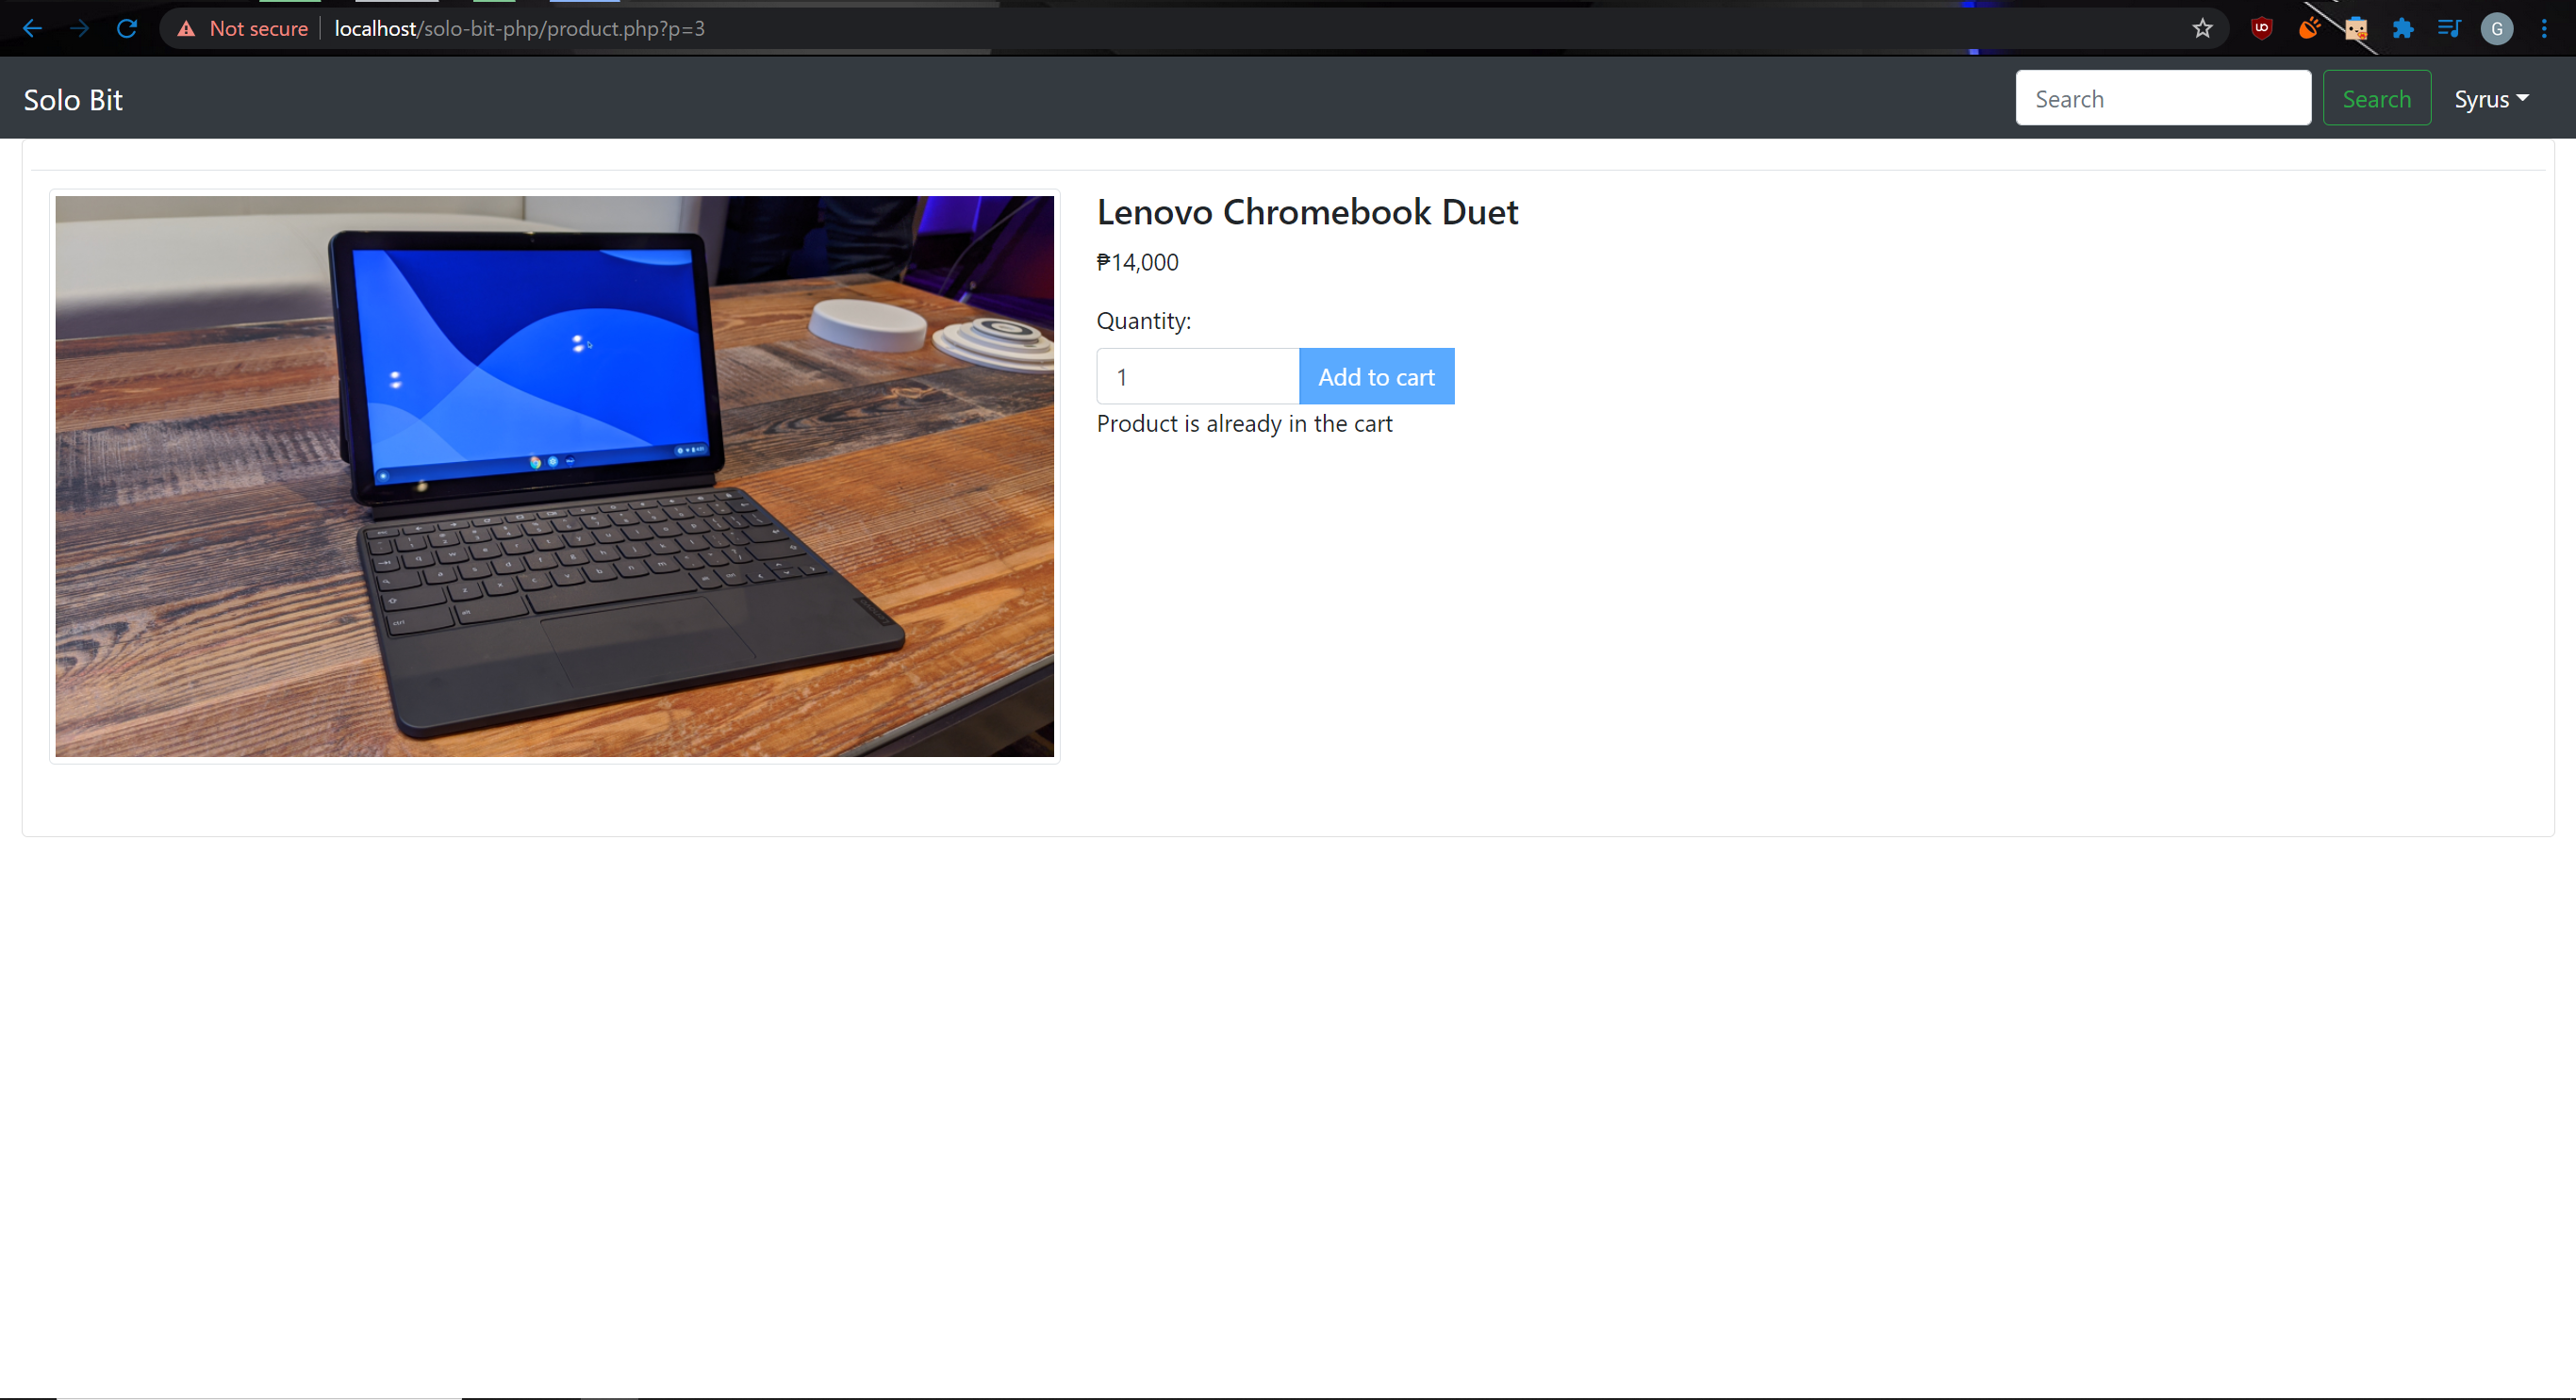 Not secure localhost/solo-bit-php/product.php?p=3
G
Solo Bit
Search Search Syrus
Lenovo Chromebook Duet
₱14,000
Quantity:
1 Add to cart
Product is already in the cart